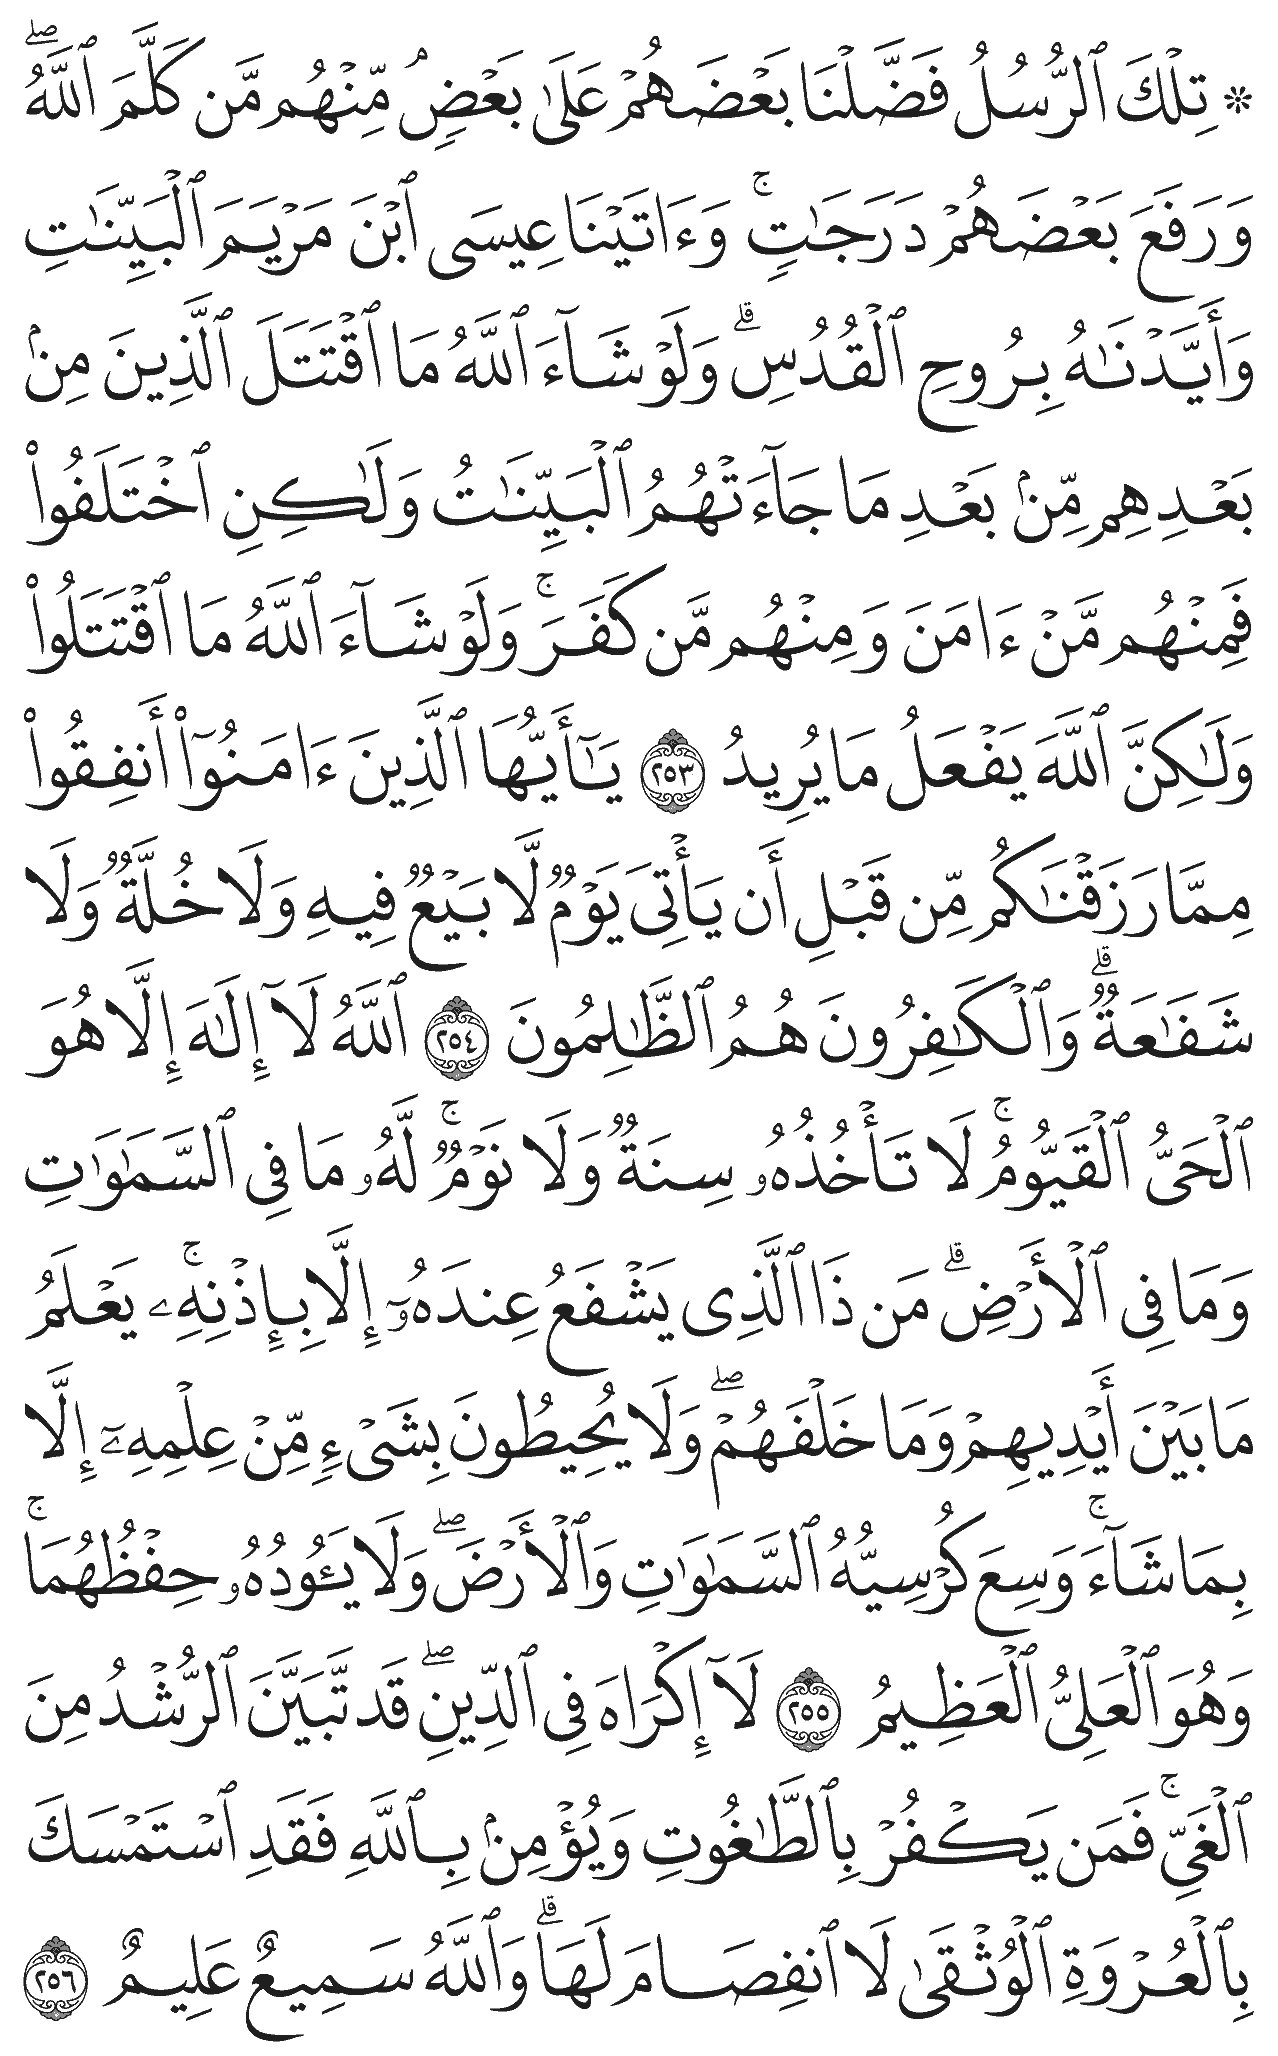 ۞ تِلْكَ ٱلرُّسُلُ فَضَّلْنَا بَعْضَهُمْ عَلَىٰ بَعْضٍۢ مِّنْهُم مَّن كَلَّمَ ٱللَّهُ ۖ
وَرَفَعَ بَعْضَهُمْ دَرَجَـٰتٍۢ ۚ وَءَاتَيْنَا عِيسَى ٱبْنَ مَرْيَمَ ٱلْبَيِّنَـٰتِ
وَأَيَّدْنَـٰهُ بِرُوحِ ٱلْقُدُسِ ۗ وَلَوْ شَآءَ ٱللَّهُ مَا ٱقْتَتَلَ ٱلَّذِينَ مِنۢ
بَعْدِهِم مِّنۢ بَعْدِ مَا جَآءَتْهُمُ ٱلْبَيِّنَـٰتُ وَلَـٰكِنِ ٱخْتَلَفُوا۟
فَمِنْهُم مَّنْ ءَامَنَ وَمِنْهُم مَّن كَفَرَ ۚ وَلَوْ شَآءَ ٱللَّهُ مَا ٱقْتَتَلُوا۟
وَلَـٰكِنَّ ٱللَّهَ يَفْعَلُ مَا يُرِيدُ ٢٥٣ يَـٰٓأَيُّهَا ٱلَّذِينَ ءَامَنُوٓا۟ أَنفِقُوا۟
مِمَّا رَزَقْنَـٰكُم مِّن قَبْلِ أَن يَأْتِىَ يَوْمٌۭ لَّا بَيْعٌۭ فِيهِ وَلَا خُلَّةٌۭ وَلَا
شَفَـٰعَةٌۭ ۗ وَٱلْكَـٰفِرُونَ هُمُ ٱلظَّـٰلِمُونَ ٢٥٤ ٱللَّهُ لَآ إِلَـٰهَ إِلَّا هُوَ
ٱلْحَىُّ ٱلْقَيُّومُ ۚ لَا تَأْخُذُهُۥ سِنَةٌۭ وَلَا نَوْمٌۭ ۚ لَّهُۥ مَا فِى ٱلسَّمَـٰوَٰتِ
وَمَا فِى ٱلْأَرْضِ ۗ مَن ذَا ٱلَّذِى يَشْفَعُ عِندَهُۥٓ إِلَّا بِإِذْنِهِۦ ۚ يَعْلَمُ
مَا بَيْنَ أَيْدِيهِمْ وَمَا خَلْفَهُمْ ۖ وَلَا يُحِيطُونَ بِشَىْءٍۢ مِّنْ عِلْمِهِۦٓ إِلَّا
بِمَا شَآءَ ۚ وَسِعَ كُرْسِيُّهُ ٱلسَّمَـٰوَٰتِ وَٱلْأَرْضَ ۖ وَلَا يَـُٔودُهُۥ حِفْظُهُمَا ۚ
وَهُوَ ٱلْعَلِىُّ ٱلْعَظِيمُ ٢٥٥ لَآ إِكْرَاهَ فِى ٱلدِّينِ ۖ قَد تَّبَيَّنَ ٱلرُّشْدُ مِنَ
ٱلْغَىِّ ۚ فَمَن يَكْفُرْ بِٱلطَّـٰغُوتِ وَيُؤْمِنۢ بِٱللَّهِ فَقَدِ ٱسْتَمْسَكَ
بِٱلْعُرْوَةِ ٱلْوُثْقَىٰ لَا ٱنفِصَامَ لَهَا ۗ وَٱللَّهُ سَمِيعٌ عَلِيمٌ ٢٥٦